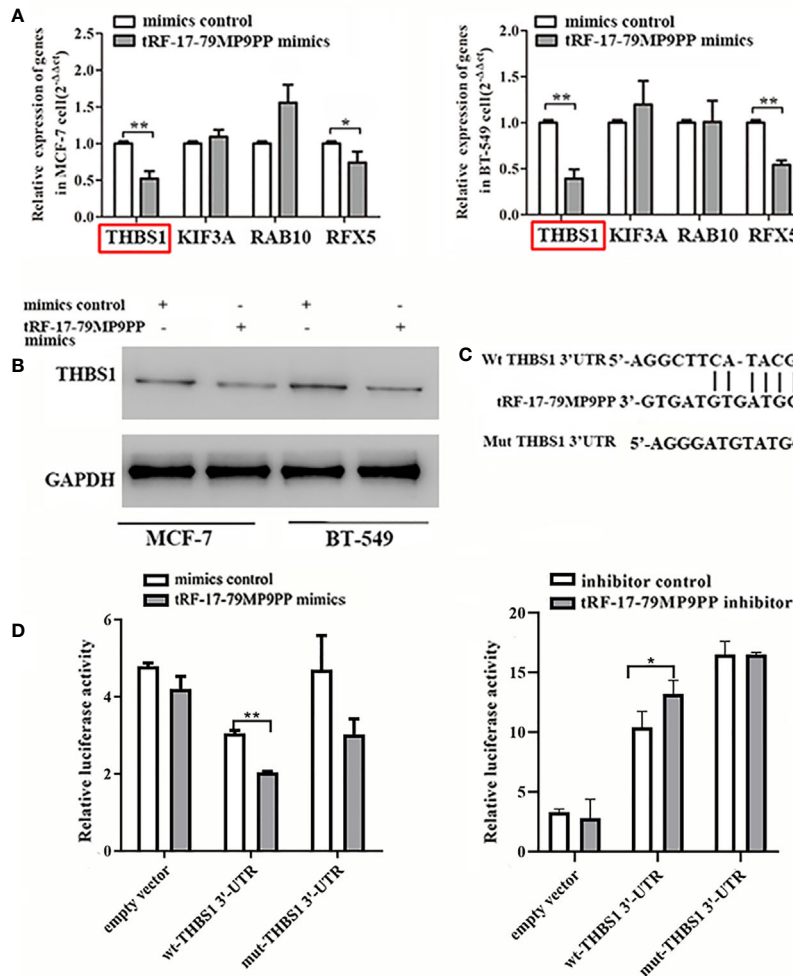 A
Relative expression of genes
in MCF-7 cell(2^-ΔΔct)
mimics control
tRF-17-79MP9PP mimics
2.5
2.0
1.5
1.0
0.5
0.0
**
*
THBS1
KIF3A
RAB10
RFX5
Relative expression of genes
in BT-549 cell(2^-ΔΔct)
mimics control
tRF-17-79MP9PP mimics
2.0
1.5
1.0
0.5
0.0
**
**
THBS1
KIF3A
RAB10
RFX5
mimics control + - + -
tRF-17-79MP9PP - + - +
mimics
B
THBS1
GAPDH
MCF-7
BT-549
C
Wt THBS1 3'UTR 5'-AGGCTTCA-TACG
tRF-17-79MP9PP 3'-GTGATGTGATGG
Mut THBS1 3'UTR 5'-AGGGATGTATG
D
Relative luciferase activity
mimics control
tRF-17-79MP9PP mimics
6
4
2
0
**
empty vector
wt-THBS1 3'-UTR
mut-THBS1 3'-UTR
Relative luciferase activity
inhibitor control
tRF-17-79MP9PP inhibitor
20
15
10
5
0
*
empty vector
wt-THBS1 3'-UTR
mut-THBS1 3'-UTR